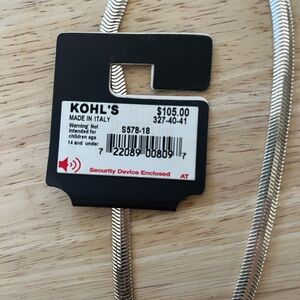 KOHL'S $105.00
MADE IN ITALY 327-40-41
Warning: Not
Intended for
children age
14 and under
S578-18
7 22089 00809 7
Security Device Enclosed AT